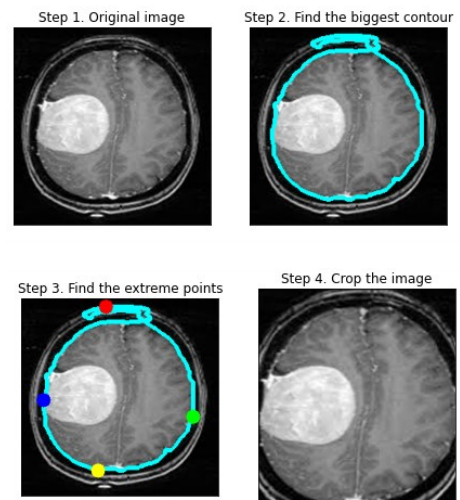 Step 1. Original image
Step 2. Find the biggest contour
Step 3. Find the extreme points
Step 4. Crop the image